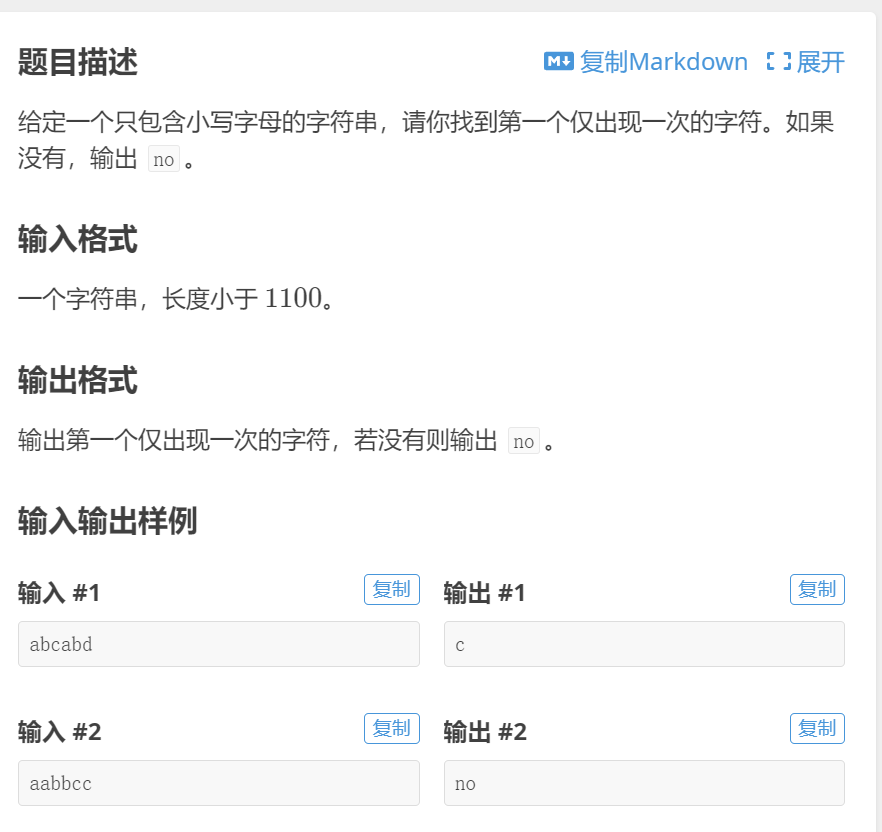 题目描述
复制Markdown 展开
给定一个只包含小写字母的字符串，请你找到第一个仅出现一次的字符。如果
没有，输出 no 。
输入格式
一个字符串，长度小于 1100。
输出格式
输出第一个仅出现一次的字符，若没有则输出 no 。
输入输出样例
输入 #1 复制
abcabd
输出 #1 复制
c
输入 #2 复制
aabbcc
输出 #2 复制
no